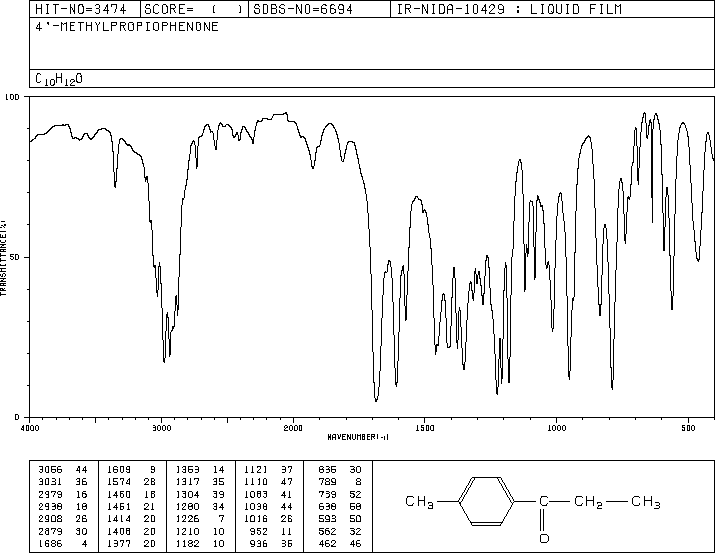 HIT-NO=3474 SCORE= ( ) SDBS-NO=6694 IR-NIDA-10429 : LIQUID FILM
4'-METHYLPROPIOPHENONE
C10H12O
100
50
0
TRANSMITTANCE(%)
4000 3000 2000 1500 1000 500
WAVENUMBER(-1)
3066 44 1609 9 1353 14 1121 37 836 30
3031 36 1574 28 1317 35 1110 47 789 8
2979 16 1460 18 1304 39 1083 41 739 52
2938 18 1451 21 1280 34 1038 44 638 58
2908 26 1414 20 1226 7 1016 26 593 50
2879 30 1408 20 1210 10 952 11 562 32
1686 4 1377 20 1182 10 936 36 462 46
CH3 C CH2 CH3
O